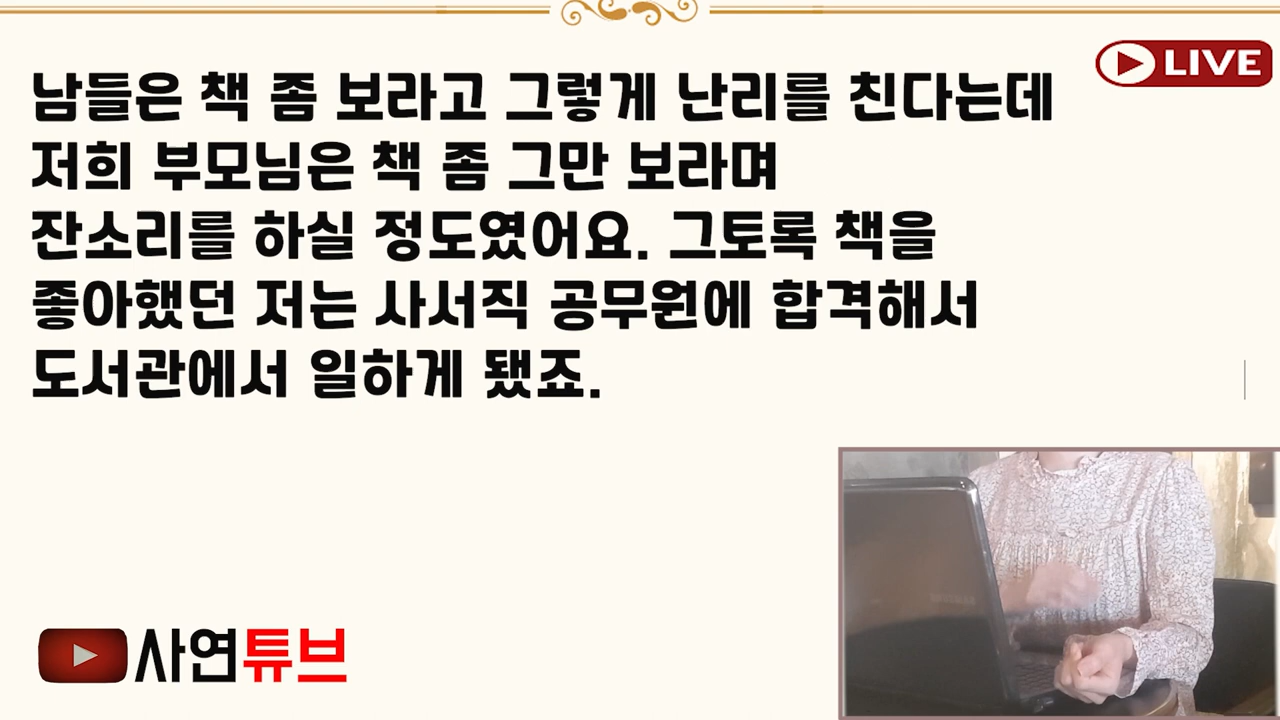 LIVE
남들은 책 좀 보라고 그렇게 난리를 친다는데
저희 부모님은 책 좀 그만 보라며
잔소리를 하실 정도였어요. 그토록 책을
좋아했던 저는 사서직 공무원에 합격해서
도서관에서 일하게 됐죠.
사연튜브